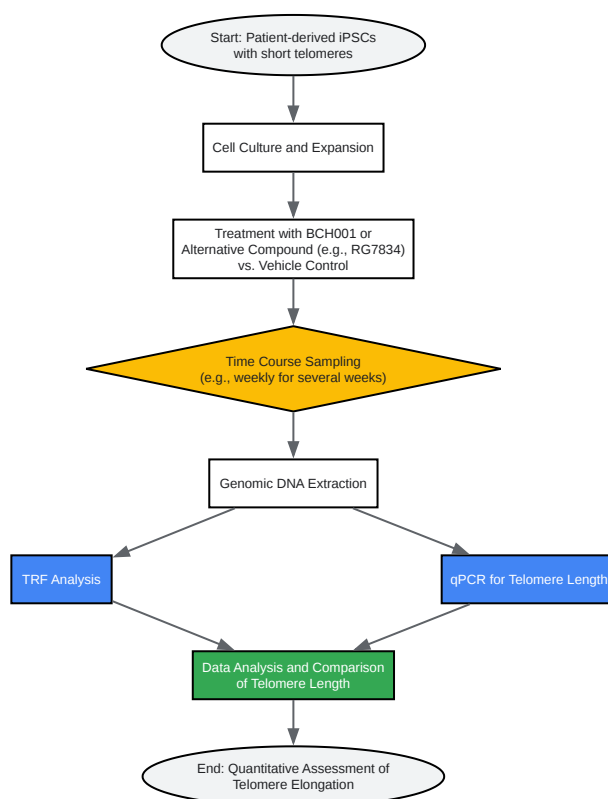 Start: Patient-derived iPSCs
with short telomeres
Cell Culture and Expansion
Treatment with BCH001 or
Alternative Compound (e.g., RG7834)
vs. Vehicle Control
Time Course Sampling
(e.g., weekly for several weeks)
Genomic DNA Extraction
TRF Analysis
qPCR for Telomere Length
Data Analysis and Comparison
of Telomere Length
End: Quantitative Assessment of
Telomere Elongation